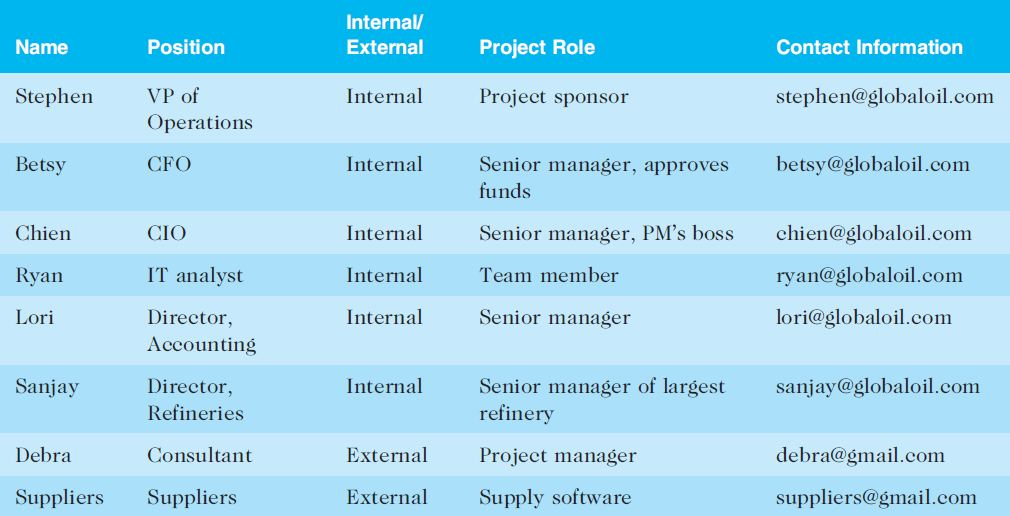 Name Position Internal/ External Project Role Contact Information
Stephen VP of Operations Internal Project sponsor stephen@globaloil.com
Betsy CFO Internal Senior manager, approves funds betsy@globaloil.com
Chien CIO Internal Senior manager, PM's boss chien@globaloil.com
Ryan IT analyst Internal Team member ryan@globaloil.com
Lori Director, Accounting Internal Senior manager lori@globaloil.com
Sanjay Director, Refineries Internal Senior manager of largest refinery sanjay@globaloil.com
Debra Consultant External Project manager debra@gmail.com
Suppliers Suppliers External Supply software suppliers@gmail.com